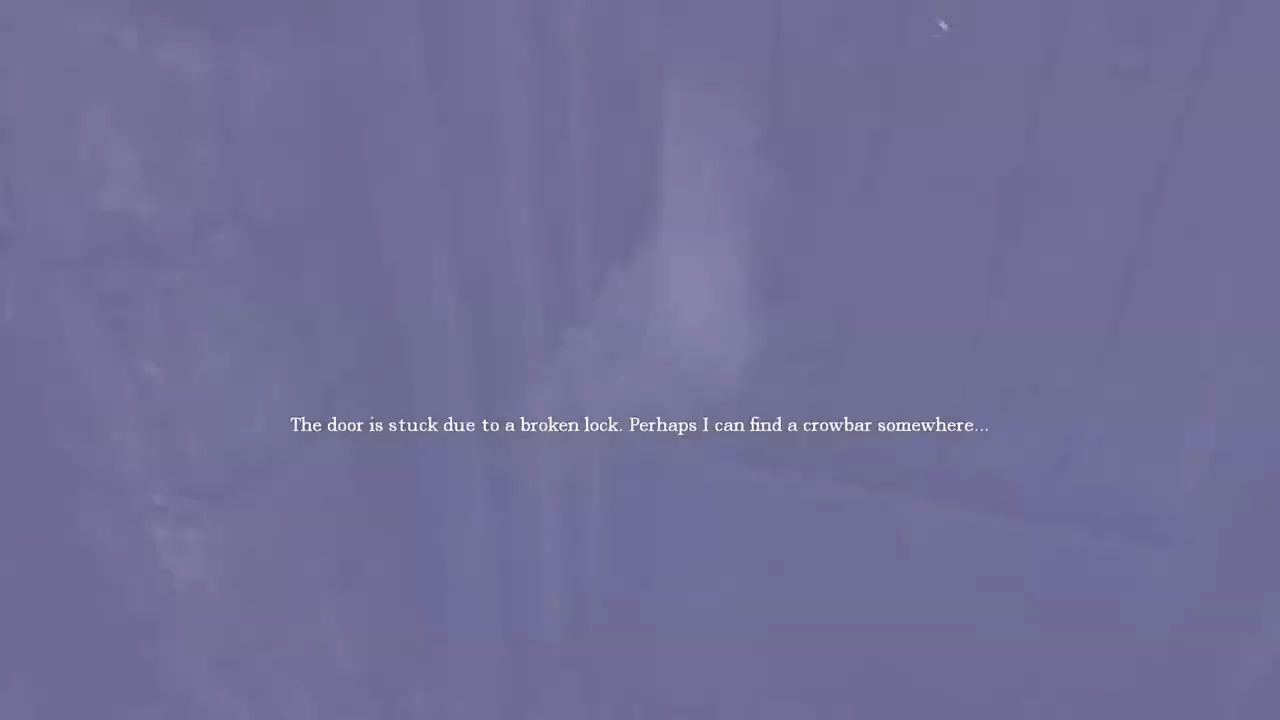 The door is stuck due to a broken lock. Perhaps I can find a crowbar somewhere...